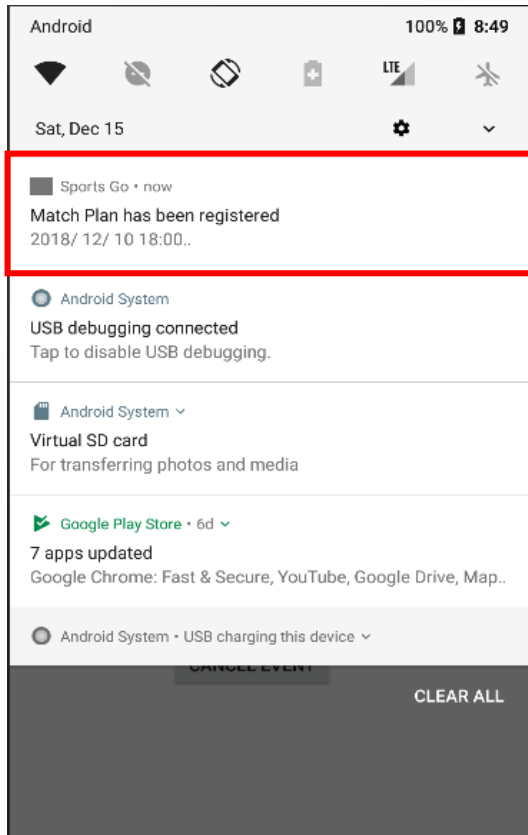 Android 100% 8:49
LTE
Sat, Dec 15
Sports Go • now
Match Plan has been registered
2018/ 12/ 10 18:00..
Android System
USB debugging connected
Tap to disable USB debugging.
Android System
Virtual SD card
For transferring photos and media
Google Play Store • 6d
7 apps updated
Google Chrome: Fast & Secure, YouTube, Google Drive, Map..
Android System • USB charging this device
CANCEL EVENT
CLEAR ALL